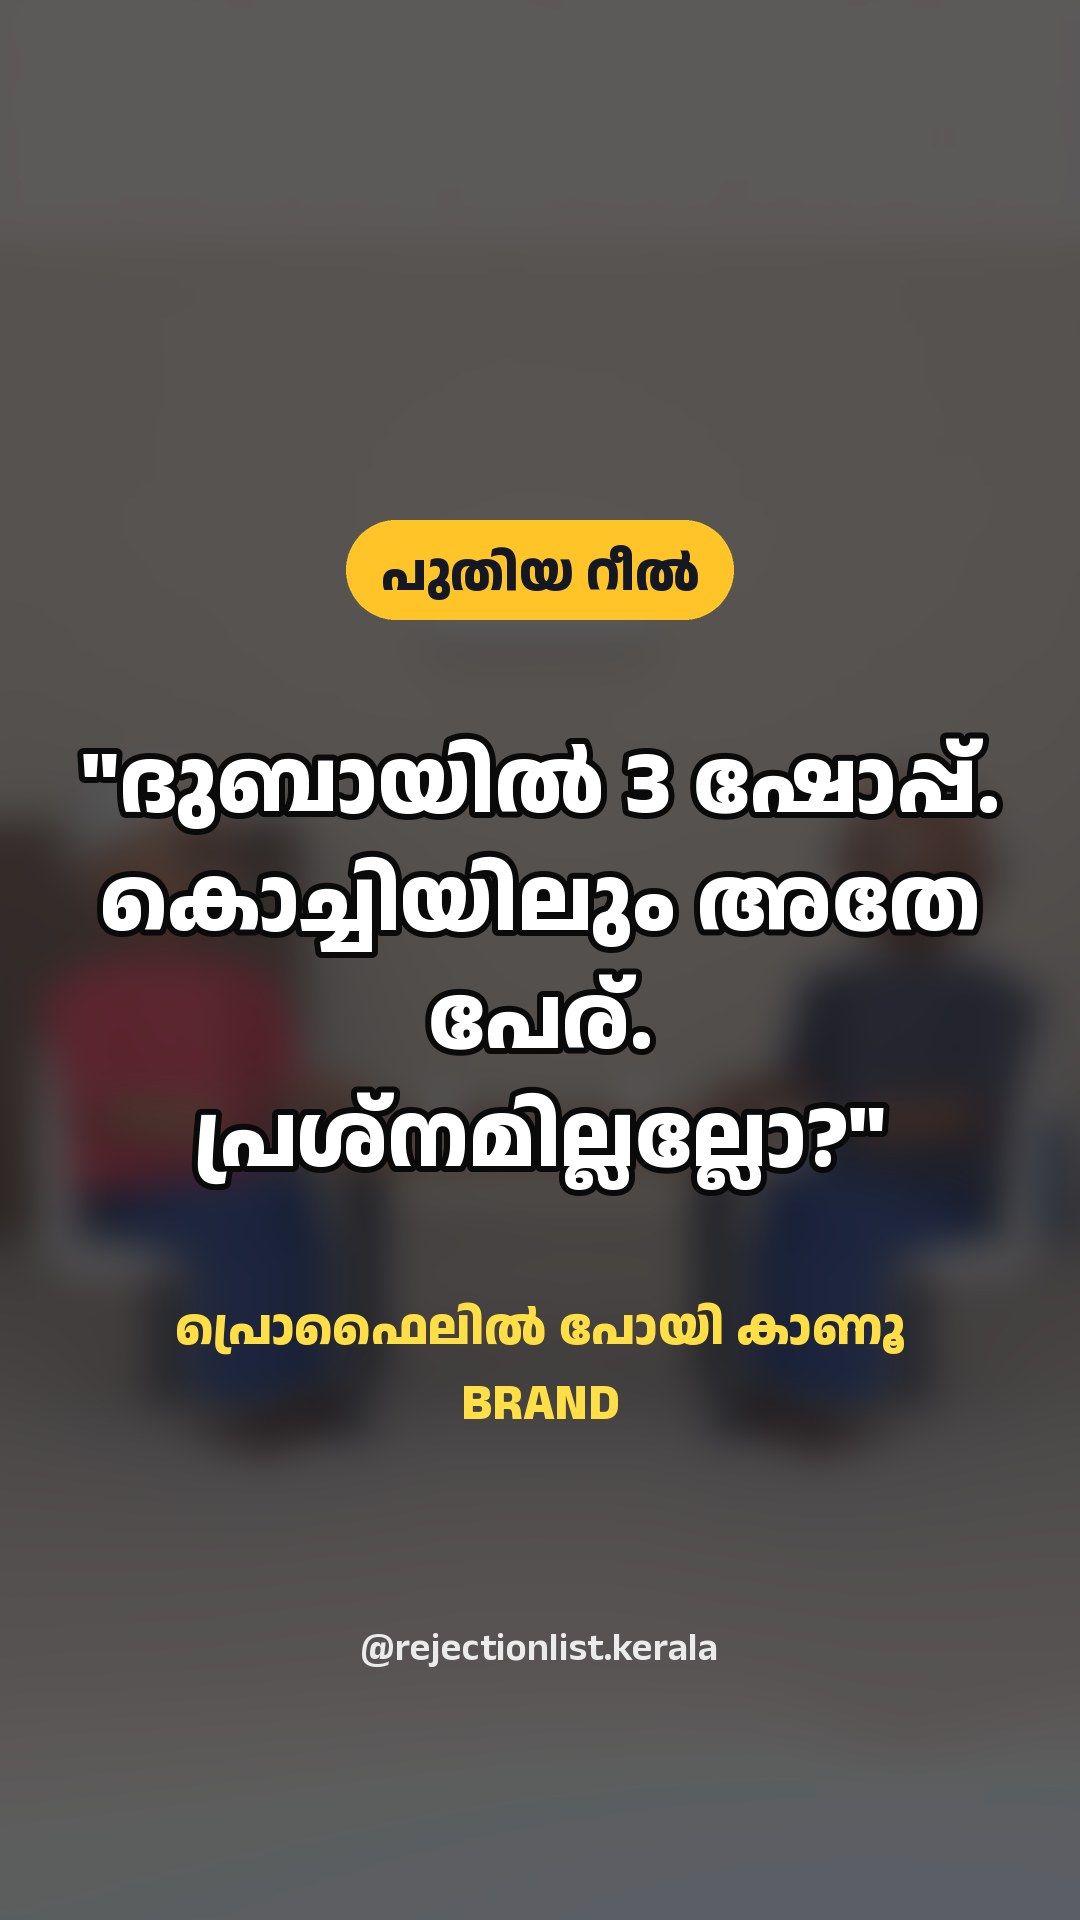 പുതിയ റീൽ
"ദുബായിൽ 3 ഷോപ്പ്.
കൊച്ചിയിലും അതേ
പേര്.
പ്രശ്നമില്ലല്ലോ?"
പ്രൊഫൈലിൽ പോയി കാണൂ
BRAND
@rejectionlist.kerala